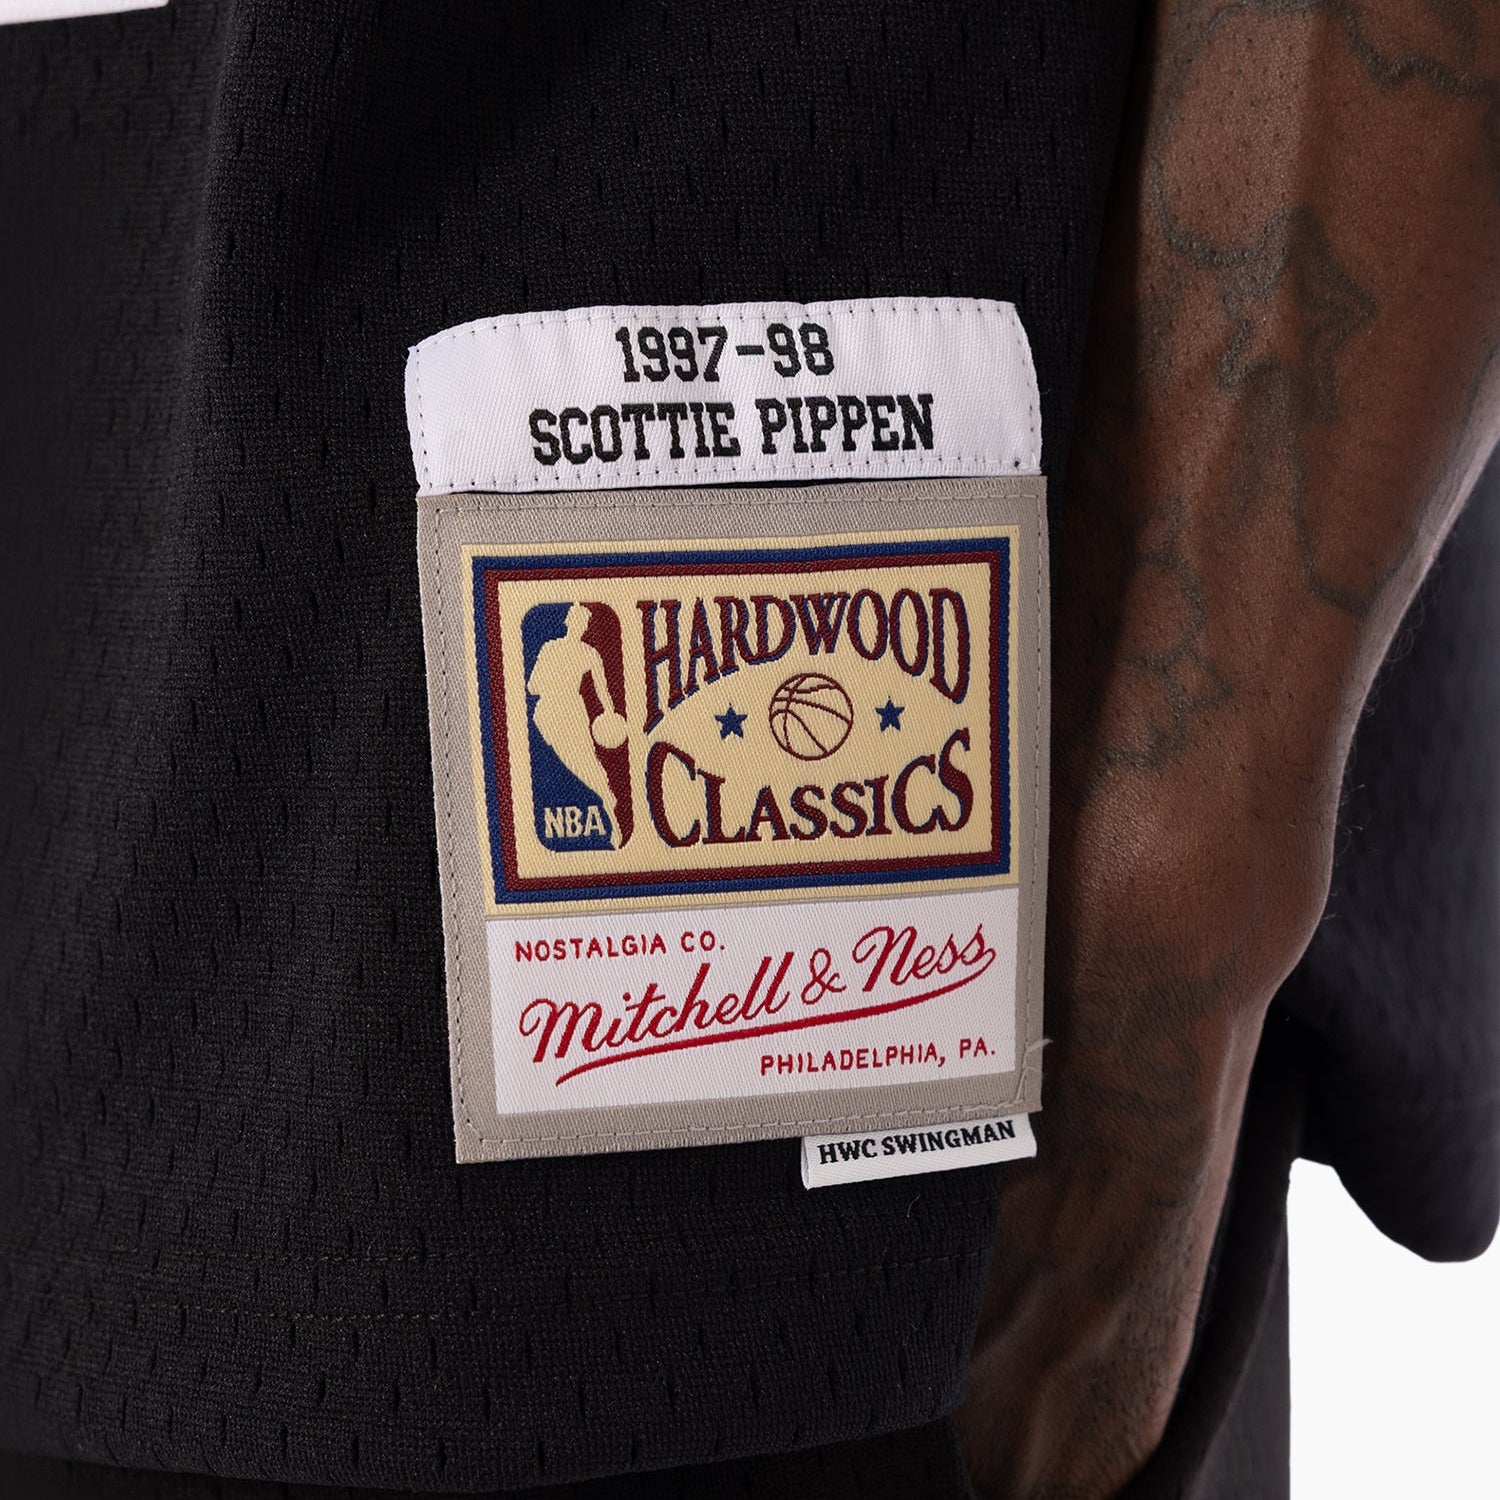 1997-98
SCOTTIE PIPPEN
HARDWOOD
CLASSICS
NBA
NOSTALGIA CO.
Mitchell & Ness
PHILADELPHIA, PA.
HWC SWINGMAN